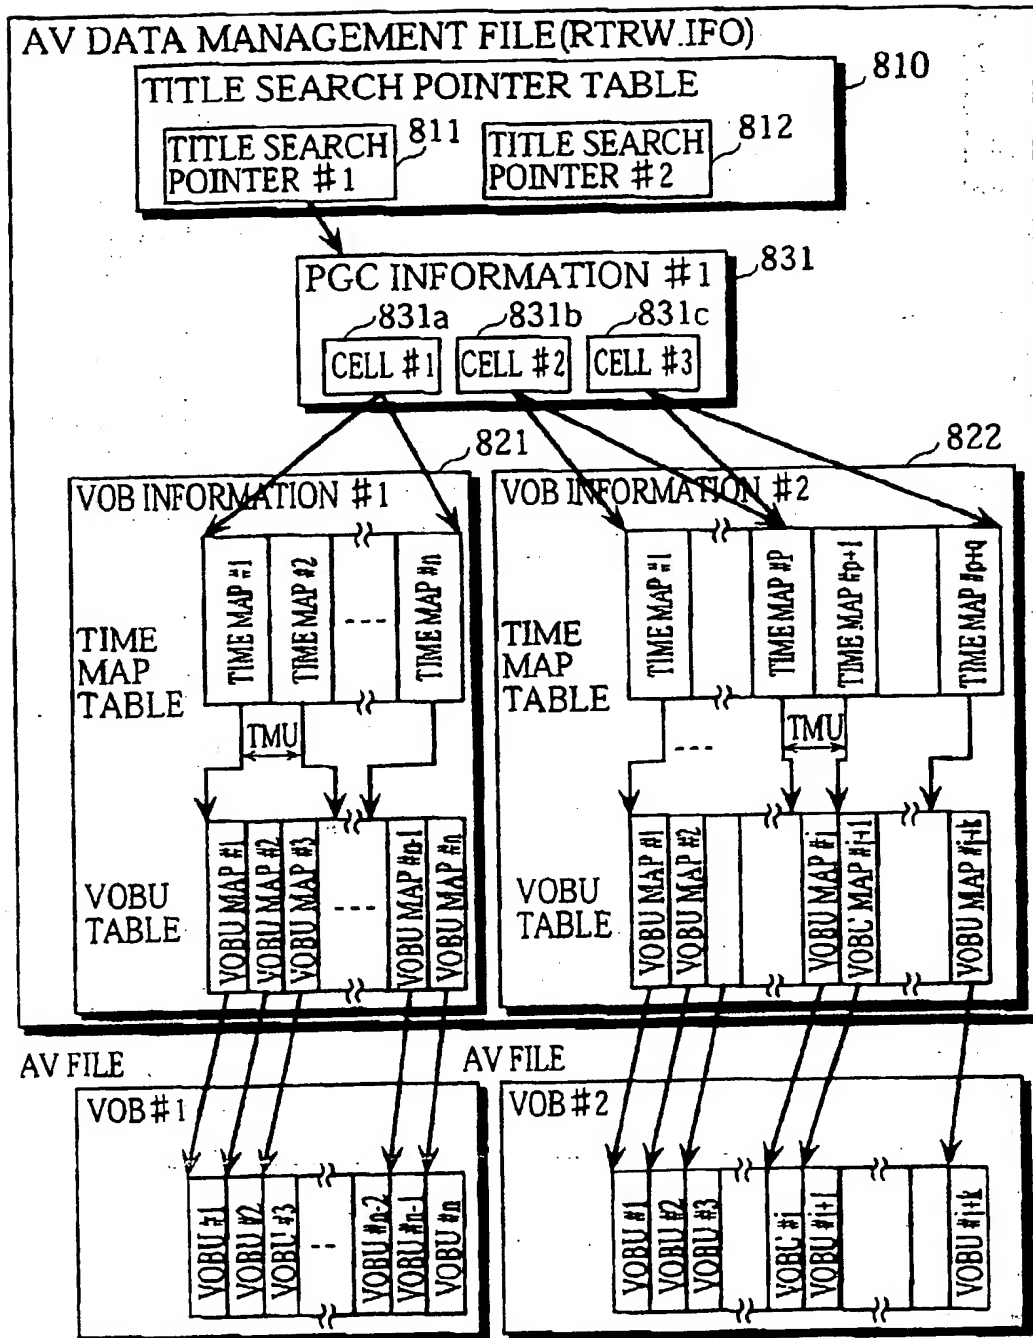 AV DATA MANAGEMENT FILE(RTRW.IFO)
810
TITLE SEARCH POINTER TABLE
811
812
TITLE SEARCH
POINTER #1
TITLE SEARCH
POINTER #2
PGC INFORMATION #1
831
831a
831b
831c
CELL #1
CELL #2
CELL #3
821
822
VOB INFORMATION #1
VOB INFORMATION #2
TIME
MAP
TABLE
TIME MAP #1
TIME MAP #2
TIME MAP #n
TIME
MAP
TABLE
TIME MAP #1
TIME MAP #P
TIME MAP #p+1
TIME MAP #p+q
TMU
TMU
VOBU
TABLE
VOBU MAP #1
VOBU MAP #2
VOBU MAP #3
VOBU MAP #n-1
VOBU MAP #n
VOBU
TABLE
VOBU MAP #1
VOBU MAP #2
VOBU MAP #j
VOBU MAP #j+1
VOBU MAP #j+k
AV FILE
AV FILE
VOB #1
VOB #2
VOBU #1
VOBU #2
VOBU #3
VOBU #n-2
VOBU #n-1
VOBU #n
VOBU #1
VOBU #2
VOBU #3
VOBU #j
VOBU #j+1
VOBU #j+k